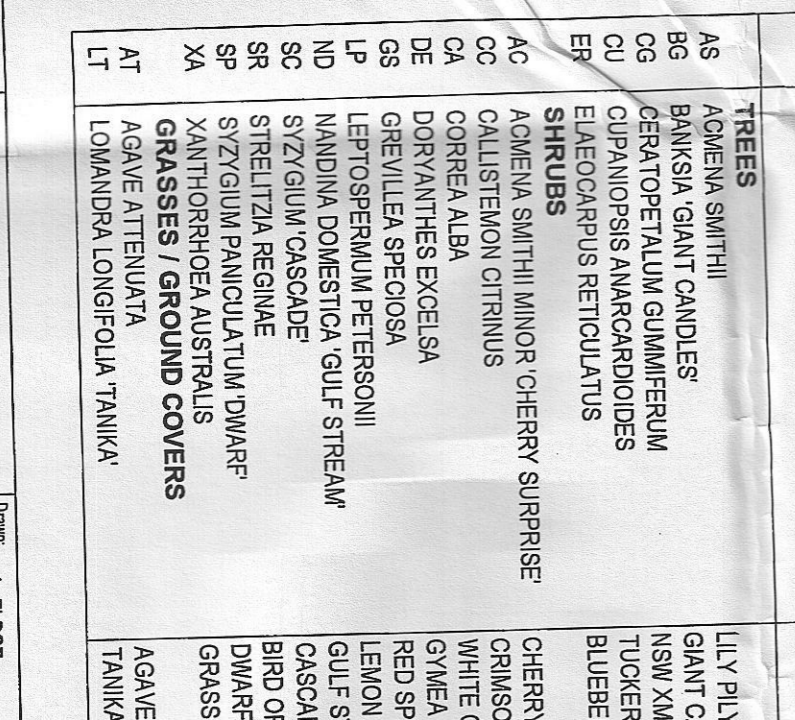 TREES
AS ACMENA SMITHII LILY PILY
BG BANKSIA 'GIANT CANDLES' GIANT
CG CERATOPETALUM GUMMIFERUM NSW
CU CUPANIOPSIS ANARCARDIOIDES TUCKER
ER ELAEOCARPUS RETICULATUS BLUEBE
SHRUBS
AC ACMENA SMITHII MINOR 'CHERRY SURPRISE' CHERRY
CC CALLISTEMON CITRINUS CRIMSO
CA CORREA ALBA WHITE
DE DORYANTHES EXCELSA GYMEA
GS GREVILLEA SPECIOSA RED SP
LP LEPTOSPERMUM PETERSONII LEMON
ND NANDINA DOMESTICA 'GULF STREAM' GULF S
SC SYZYGIUM 'CASCADE' CASCA
SR STRELITZIA REGINAE BIRD OF
SP SYZYGIUM PANICULATUM 'DWARF' DWARF
XA XANTHORRHOEA AUSTRALIS GRASS
GRASSES / GROUND COVERS
AT AGAVE ATTENUATA AGAVE
LT LOMANDRA LONGIFOLIA 'TANIKA' TANIKA